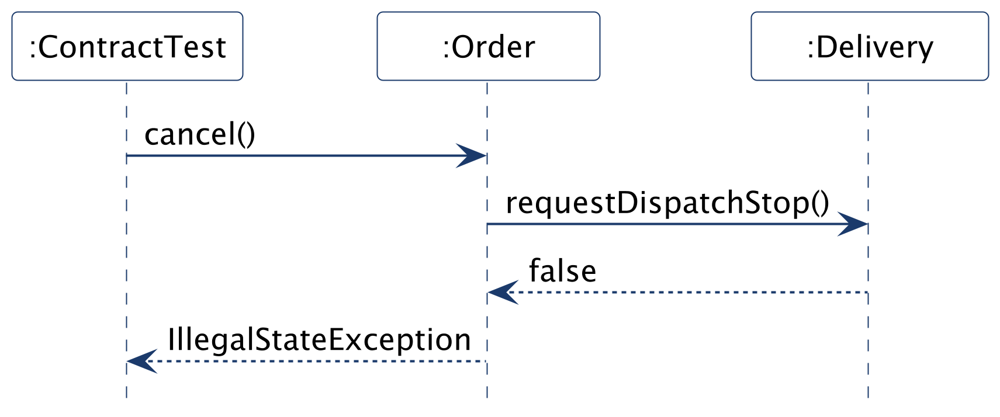 :ContractTest
:Order
:Delivery
cancel()
requestDispatchStop()
false
IllegalStateException